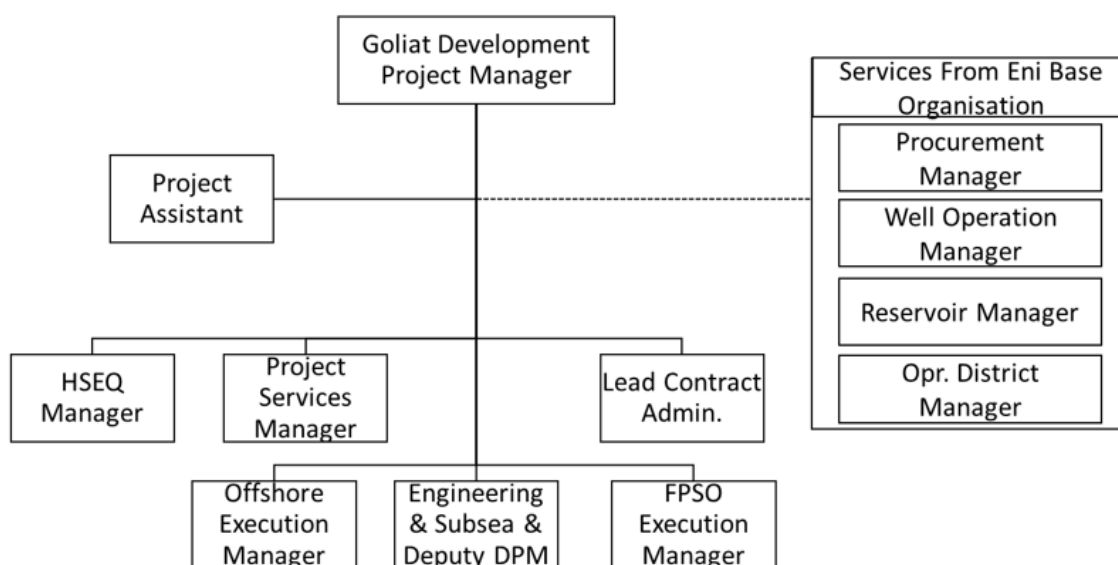 Goliat Development
Project Manager
Services From Eni Base
Organisation
Procurement
Manager
Project
Assistant
Well Operation
Manager
Reservoir Manager
HSEQ
Manager
Project
Services
Manager
Lead Contract
Admin.
Opr. District
Manager
Offshore
Execution
Manager
Engineering
& Subsea &
Deputy DPM
FPSO
Execution
Manager